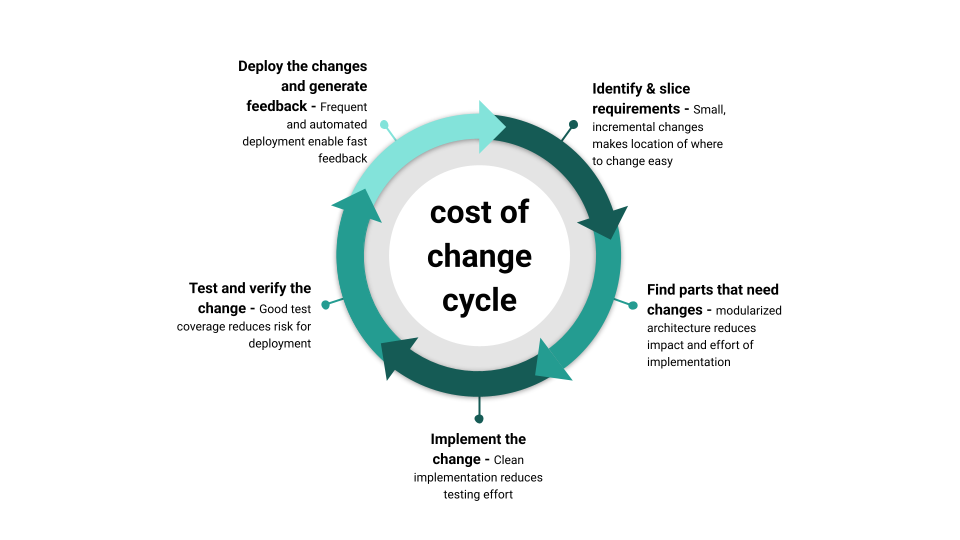 cost of
change
cycle
Identify & slice
requirements - Small,
incremental changes
makes location of where
to change easy
Find parts that need
changes - modularized
architecture reduces
impact and effort of
implementation
Implement the
change - Clean
implementation reduces
testing effort
Test and verify the
change - Good test
coverage reduces risk for
deployment
Deploy the changes
and generate
feedback - Frequent
and automated
deployment enable fast
feedback